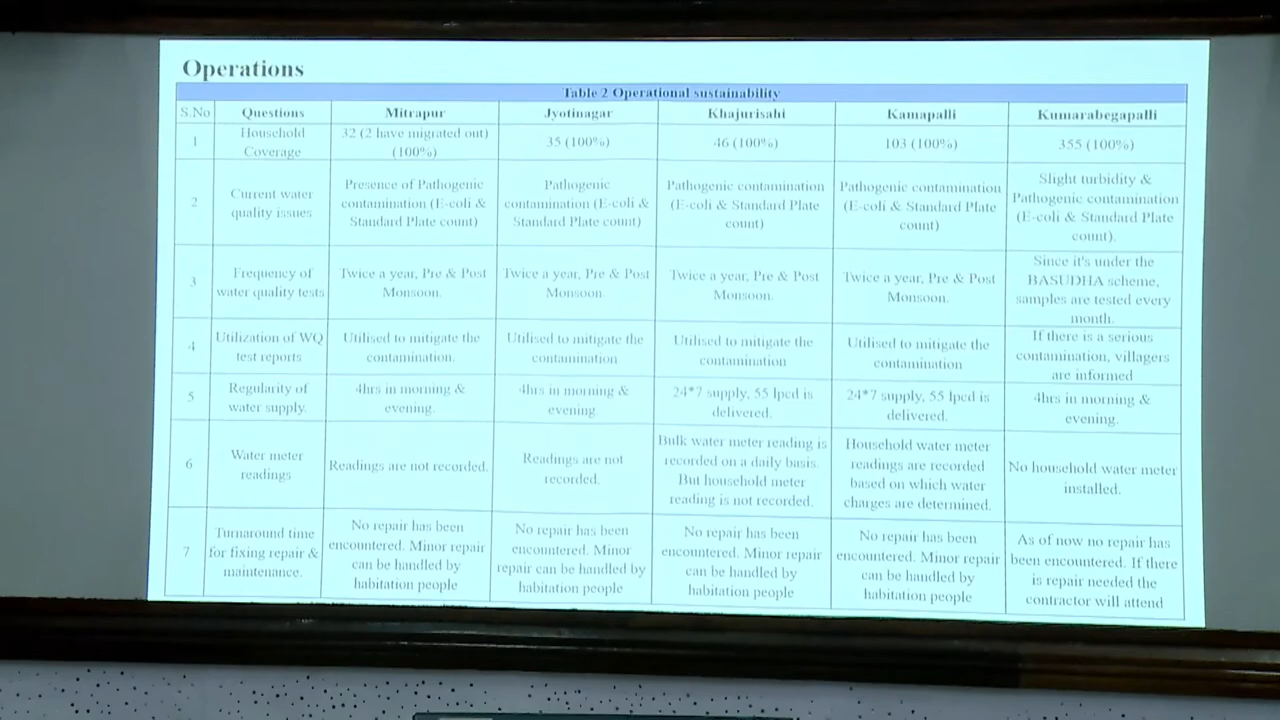 Operations
Table 2 Operational sustainability
S.No Questions Mitrapur Jyotinagar Khajurisahi Kamapalli Kumarabegapalli
1 Household Coverage 32 (2 have migrated out) (100%) 35 (100%) 46 (100%) 103 (100%) 355 (100%)
2 Current water quality issues Presence of Pathogenic contamination (E-coli & Standard Plate count) Pathogenic contamination (E-coli & Standard Plate count) Pathogenic contamination (E-coli & Standard Plate count) Pathogenic contamination (E-coli & Standard Plate count) Slight turbidity & Pathogenic contamination (E-coli & Standard Plate count).
3 Frequency of water quality tests Twice a year, Pre & Post Monsoon. Twice a year, Pre & Post Monsoon. Twice a year, Pre & Post Monsoon. Twice a year, Pre & Post Monsoon. Since it's under the BASUDHA scheme, samples are tested every month.
4 Utilization of WQ test reports Utilised to mitigate the contamination. Utilised to mitigate the contamination Utilised to mitigate the contamination Utilised to mitigate the contamination If there is a serious contamination, villagers are informed
5 Regularity of water supply. 4hrs in morning & evening. 4hrs in morning & evening. 24*7 supply, 55 lpcd is delivered. 24*7 supply, 55 lpcd is delivered. 4hrs in morning & evening.
6 Water meter readings Readings are not recorded. Readings are not recorded. Bulk water meter reading is recorded on a daily basis. But household meter reading is not recorded. Household water meter readings are recorded based on which water charges are determined. No household water meter installed.
7 Turnaround time for fixing repair & maintenance. No repair has been encountered. Minor repair can be handled by habitation people No repair has been encountered. Minor repair can be handled by habitation people No repair has been encountered. Minor repair can be handled by habitation people No repair has been encountered. Minor repair can be handled by habitation people As of now no repair has been encountered. If there is repair needed the contractor will attend